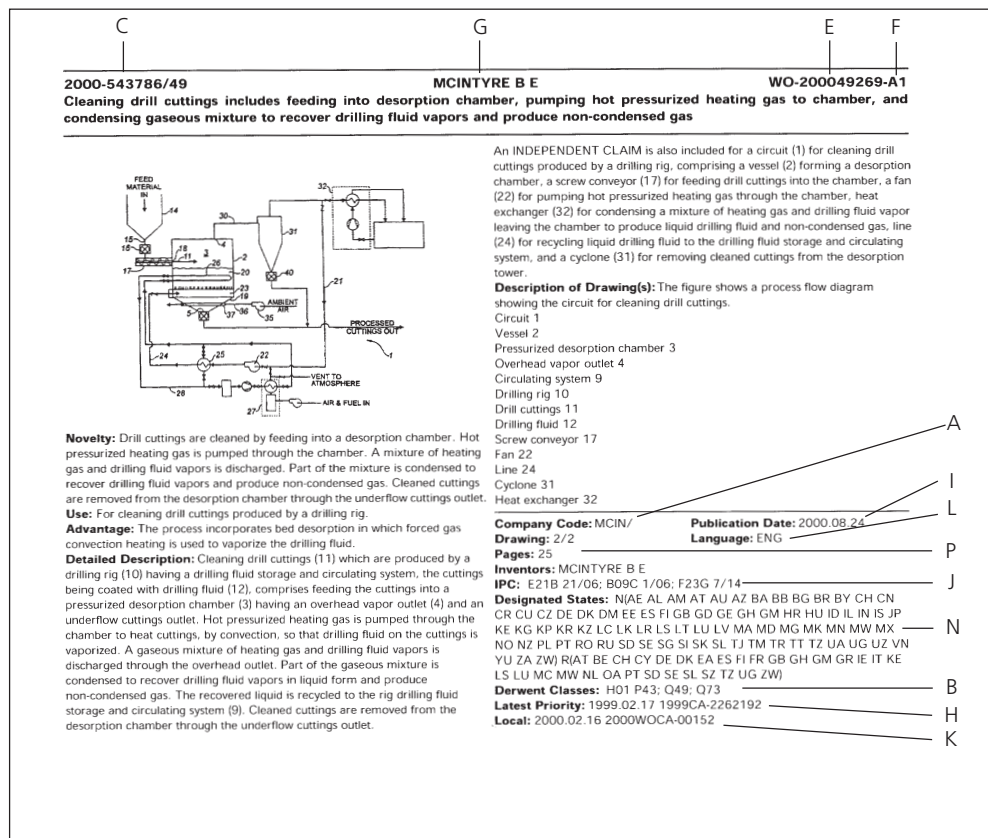 C G E F
2000-543786/49 MCINTYRE B E WO-200049269-A1
Cleaning drill cuttings includes feeding into desorption chamber, pumping hot pressurized heating gas to chamber, and
condensing gaseous mixture to recover drilling fluid vapors and produce non-condensed gas
FEED
MATERIAL
IN
14
15
16
17
18
11
3
4
2
26
20
23
19
5
37
36
35
AMBIENT
AIR
30
31
32
40
21
PROCESSED
CUTTINGS OUT
1
24
25
22
26
VENT TO
ATMOSPHERE
27
AIR & FUEL IN
Novelty: Drill cuttings are cleaned by feeding into a desorption chamber. Hot
pressurized heating gas is pumped through the chamber. A mixture of heating
gas and drilling fluid vapors is discharged. Part of the mixture is condensed to
recover drilling fluid vapors and produce non-condensed gas. Cleaned cuttings
are removed from the desorption chamber through the underflow cuttings outlet.
Use: For cleaning drill cuttings produced by a drilling rig.
Advantage: The process incorporates bed desorption in which forced gas
convection heating is used to vaporize the drilling fluid.
Detailed Description: Cleaning drill cuttings (11) which are produced by a
drilling rig (10) having a drilling fluid storage and circulating system, the cuttings
being coated with drilling fluid (12), comprises feeding the cuttings into a
pressurized desorption chamber (3) having an overhead vapor outlet (4) and an
underflow cuttings outlet. Hot pressurized heating gas is pumped through the
chamber to heat cuttings, by convection, so that drilling fluid on the cuttings is
vaporized. A gaseous mixture of heating gas and drilling fluid vapors is
discharged through the overhead outlet. Part of the gaseous mixture is
condensed to recover drilling fluid vapors in liquid form and produce
non-condensed gas. The recovered liquid is recycled to the rig drilling fluid
storage and circulating system (9). Cleaned cuttings are removed from the
desorption chamber through the underflow cuttings outlet.
An INDEPENDENT CLAIM is also included for a circuit (1) for cleaning drill
cuttings produced by a drilling rig, comprising a vessel (2) forming a desorption
chamber, a screw conveyor (17) for feeding drill cuttings into the chamber, a fan
(22) for pumping hot pressurized heating gas through the chamber, heat
exchanger (32) for condensing a mixture of heating gas and drilling fluid vapor
leaving the chamber to produce liquid drilling fluid and non-condensed gas, line
(24) for recycling liquid drilling fluid to the drilling fluid storage and circulating
system, and a cyclone (31) for removing cleaned cuttings from the desorption
tower.
Description of Drawing(s): The figure shows a process flow diagram
showing the circuit for cleaning drill cuttings.
Circuit 1
Vessel 2
Pressurized desorption chamber 3
Overhead vapor outlet 4
Circulating system 9
Drilling rig 10
Drill cuttings 11
Drilling fluid 12
Screw conveyor 17
Fan 22
Line 24
Cyclone 31
Heat exchanger 32
A
Company Code: MCIN/ Publication Date: 2000.08.24 I
Drawing: 2/2 Language: ENG L
Pages: 25 P
Inventors: MCINTYRE B E
IPC: E21B 21/06; B09C 1/06; F23G 7/14 J
Designated States: N(AE AL AM AT AU AZ BA BB BG BR BY CH CN
CR CU CZ DE DK DM EE ES FI GB GD GE GH GM HR HU ID IL IN IS JP
KE KG KP KR KZ LC LK LR LS LT LU LV MA MD MG MK MN MW MX N
NO NZ PL PT RO RU SD SE SG SI SK SL TJ TM TR TT TZ UA UG UZ VN
YU ZA ZW) R(AT BE CH CY DE DK EA ES FI FR GB GH GM GR IE IT KE
LS LU MC MW NL OA PT SD SE SL SZ TZ UG ZW)
Derwent Classes: H01 P43; Q49; Q73 B
Latest Priority: 1999.02.17 1999CA-2262192 H
Local: 2000.02.16 2000WOCA-00152 K